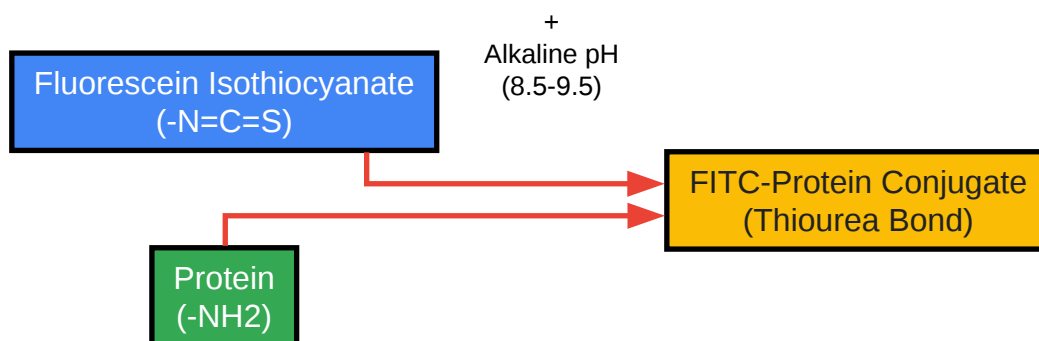 +
Alkaline pH
(8.5-9.5)
Fluorescein Isothiocyanate
(-N=C=S)
FITC-Protein Conjugate
(Thiourea Bond)
Protein
(-NH2)